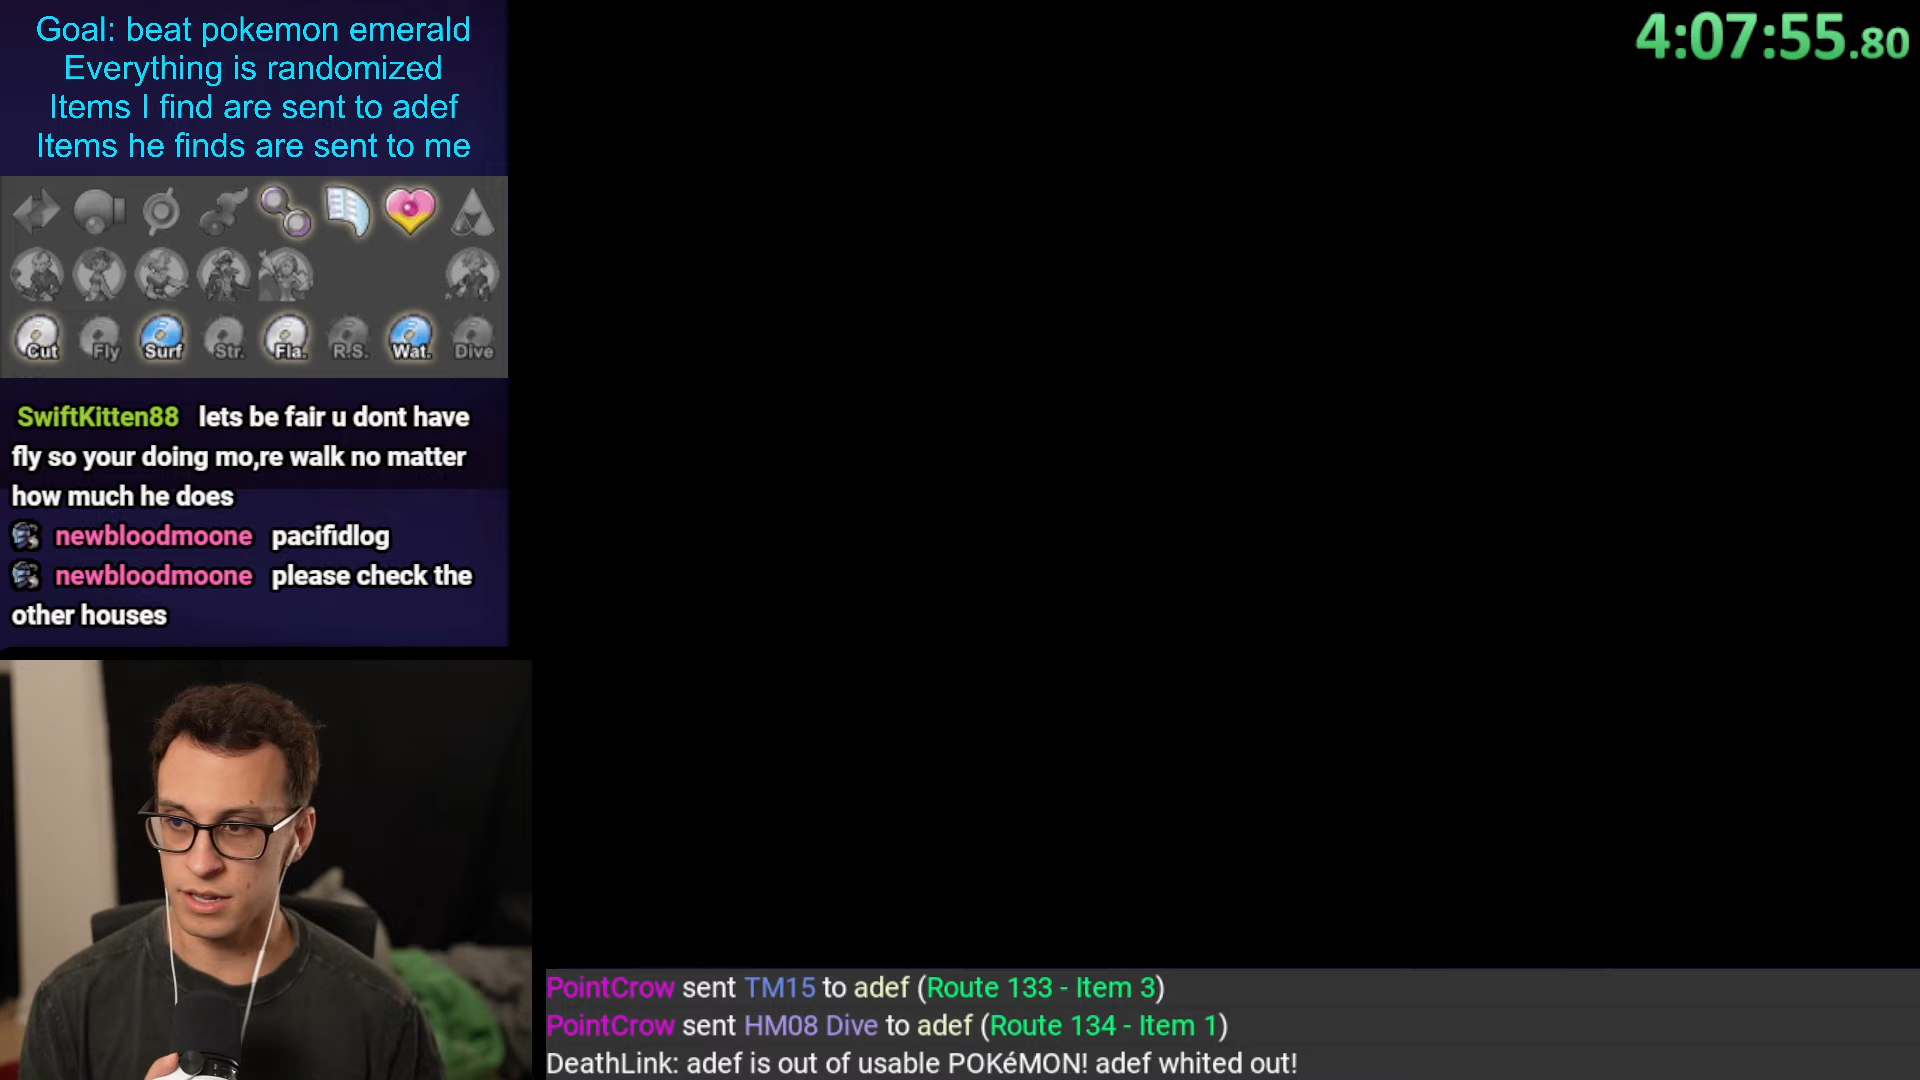 Goal: beat pokemon emerald
Everything is randomized
Items I find are sent to adef
Items he finds are sent to me
4:07:55.80
Cut Fly Surf Str. Fla. R.S. Wat. Dive
SwiftKitten88 lets be fair u dont have
fly so your doing mo,re walk no matter
how much he does
newbloodmoone pacifidlog
newbloodmoone please check the
other houses
PointCrow sent TM15 to adef (Route 133 - Item 3)
PointCrow sent HM08 Dive to adef (Route 134 - Item 1)
DeathLink: adef is out of usable POKéMON! adef whited out!